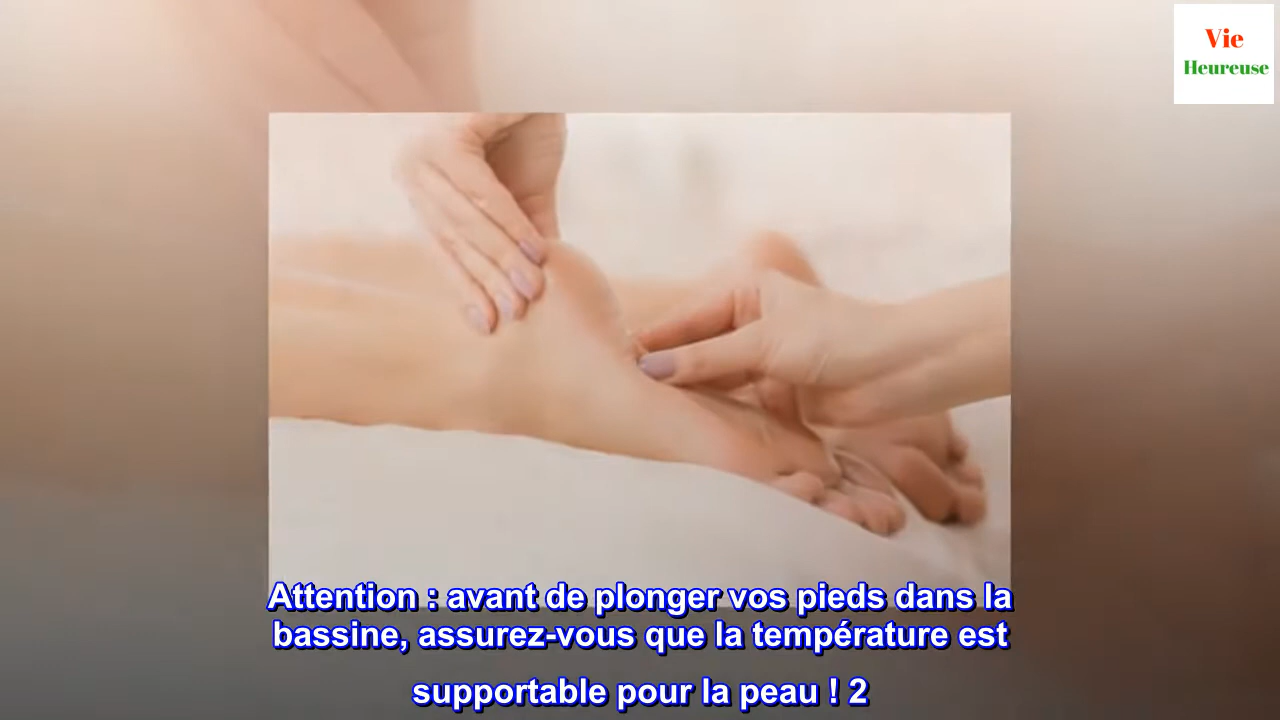 Vie
Heureuse
Attention : avant de plonger vos pieds dans la
bassine, assurez-vous que la température est
supportable pour la peau ! 2